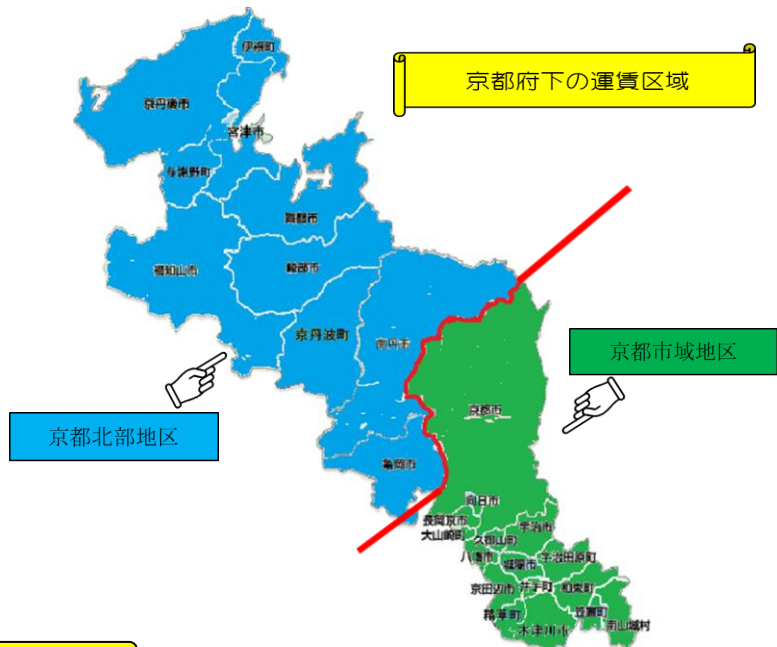 京都府下の運賃区域
伊根町
京丹後市
宮津市
与謝野町
舞鶴市
福知山市
綾部市
京丹波町
南丹市
京都市域地区
京都市
京都北部地区
亀岡市
向日市
長岡京市
大山崎町
宇治市
久御山町
八幡市
城陽市
宇治田原町
京田辺市
井手町
和束町
精華町
笠置町
木津川市
南山城村